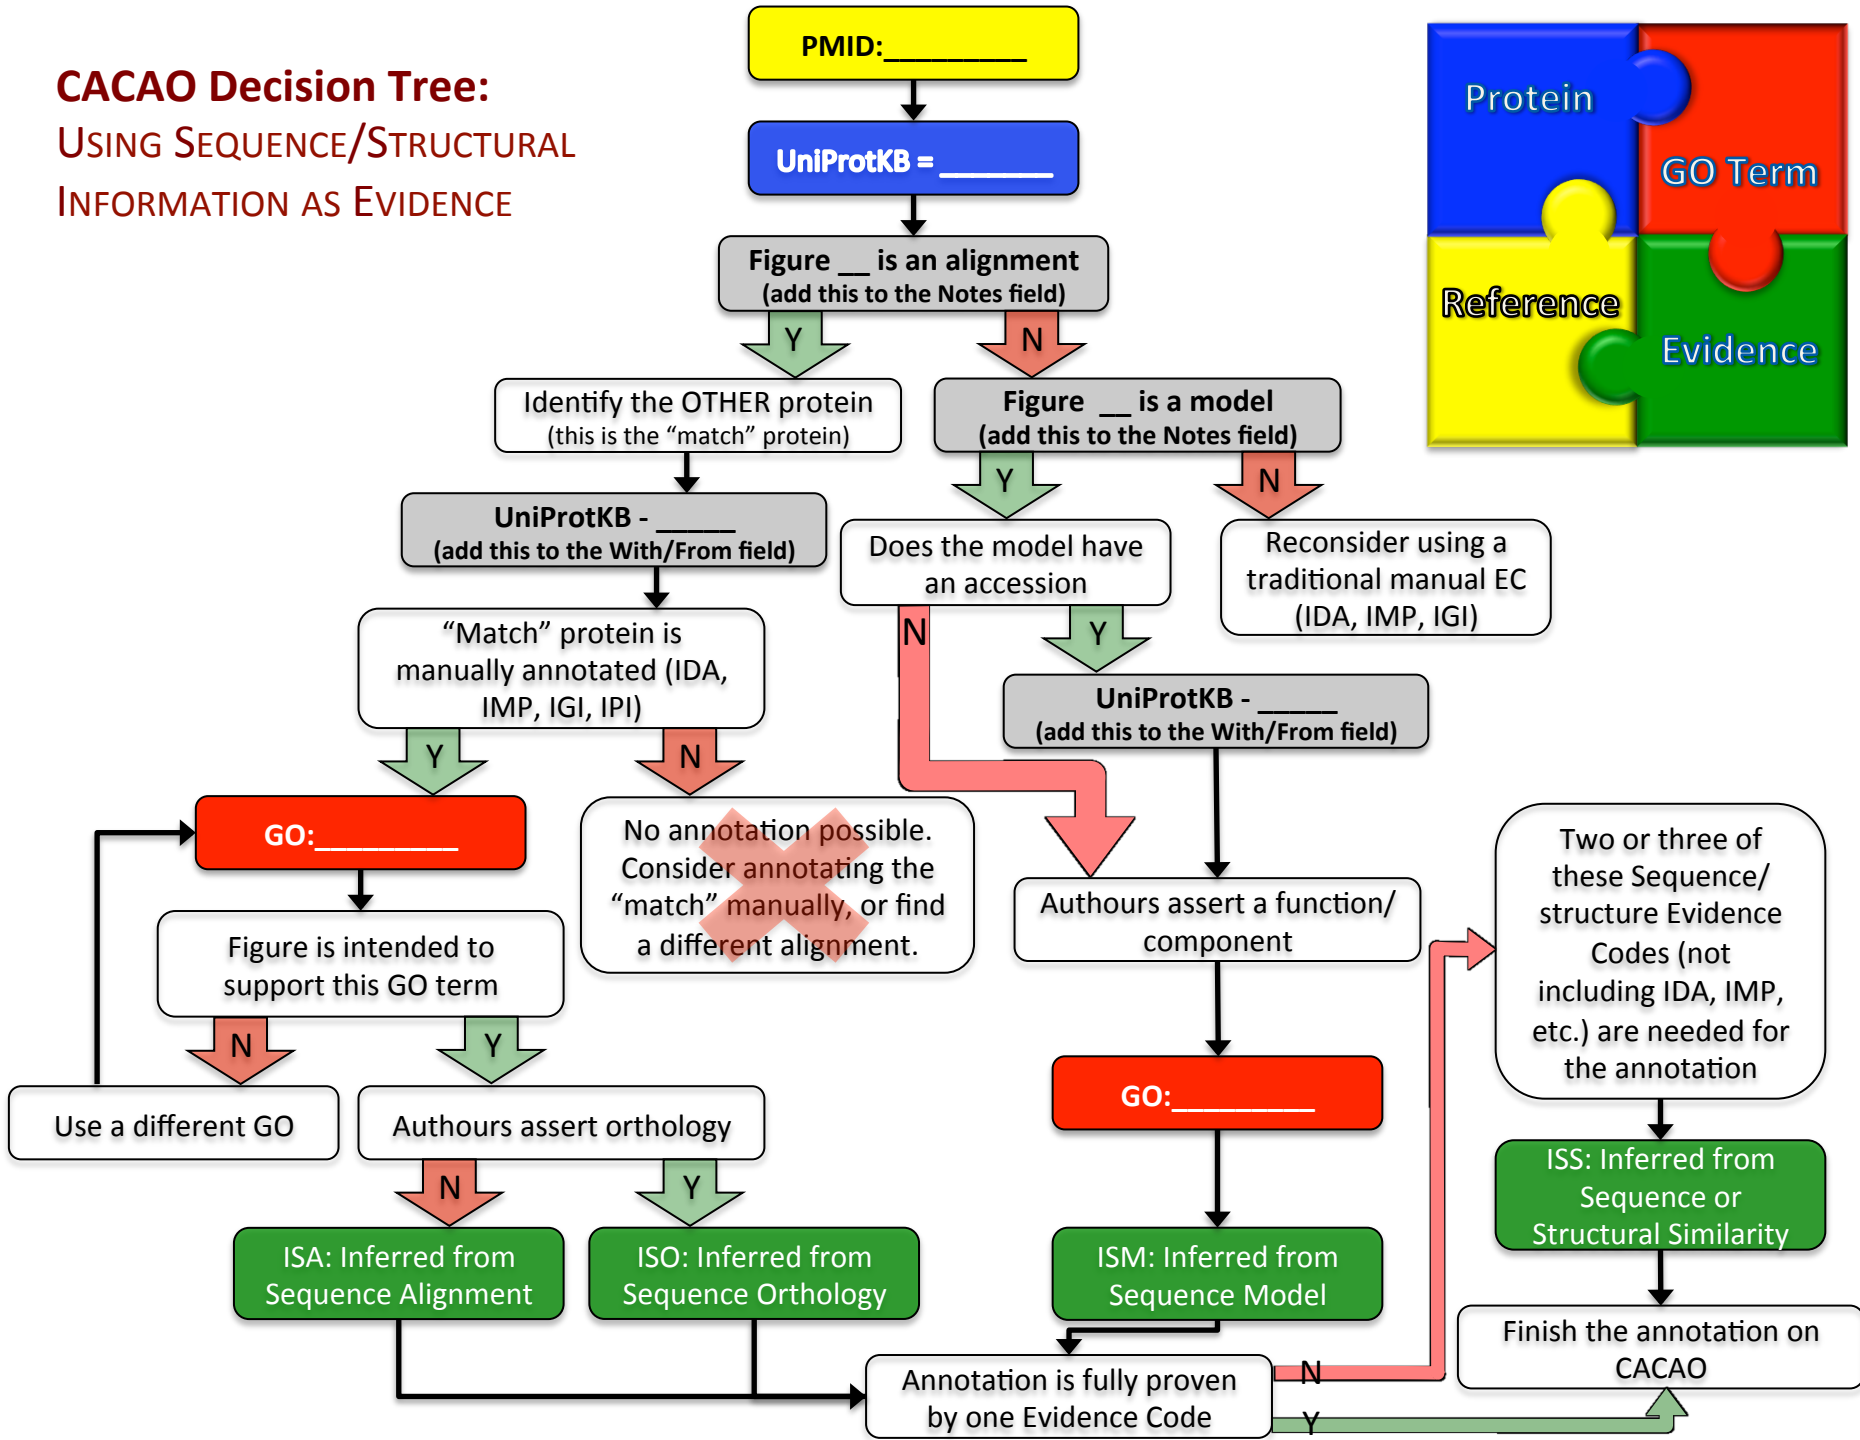 CACAO Decision Tree:
USING SEQUENCE/STRUCTURAL
INFORMATION AS EVIDENCE
PMID:_________
UniProtKB = _______
Protein
GO Term
Reference
Evidence
Figure __ is an alignment
(add this to the Notes field)
Y
N
Identify the OTHER protein
(this is the “match” protein)
Figure __ is a model
(add this to the Notes field)
Y
N
UniProtKB - _____
(add this to the With/From field)
Does the model have
an accession
Reconsider using a
traditional manual EC
(IDA, IMP, IGI)
N
Y
“Match” protein is
manually annotated (IDA,
IMP, IGI, IPI)
UniProtKB - _____
(add this to the With/From field)
Y
N
GO:_________
No annotation possible.
Consider annotating the
“match” manually, or find
a different alignment.
Authours assert a function/
component
Two or three of
these Sequence/
structure Evidence
Codes (not
including IDA, IMP,
etc.) are needed for
the annotation
Figure is intended to
support this GO term
N
Y
GO:_________
Use a different GO
Authours assert orthology
N
Y
ISS: Inferred from
Sequence or
Structural Similarity
ISA: Inferred from
Sequence Alignment
ISO: Inferred from
Sequence Orthology
ISM: Inferred from
Sequence Model
Finish the annotation on
CACAO
Annotation is fully proven
by one Evidence Code
N
Y